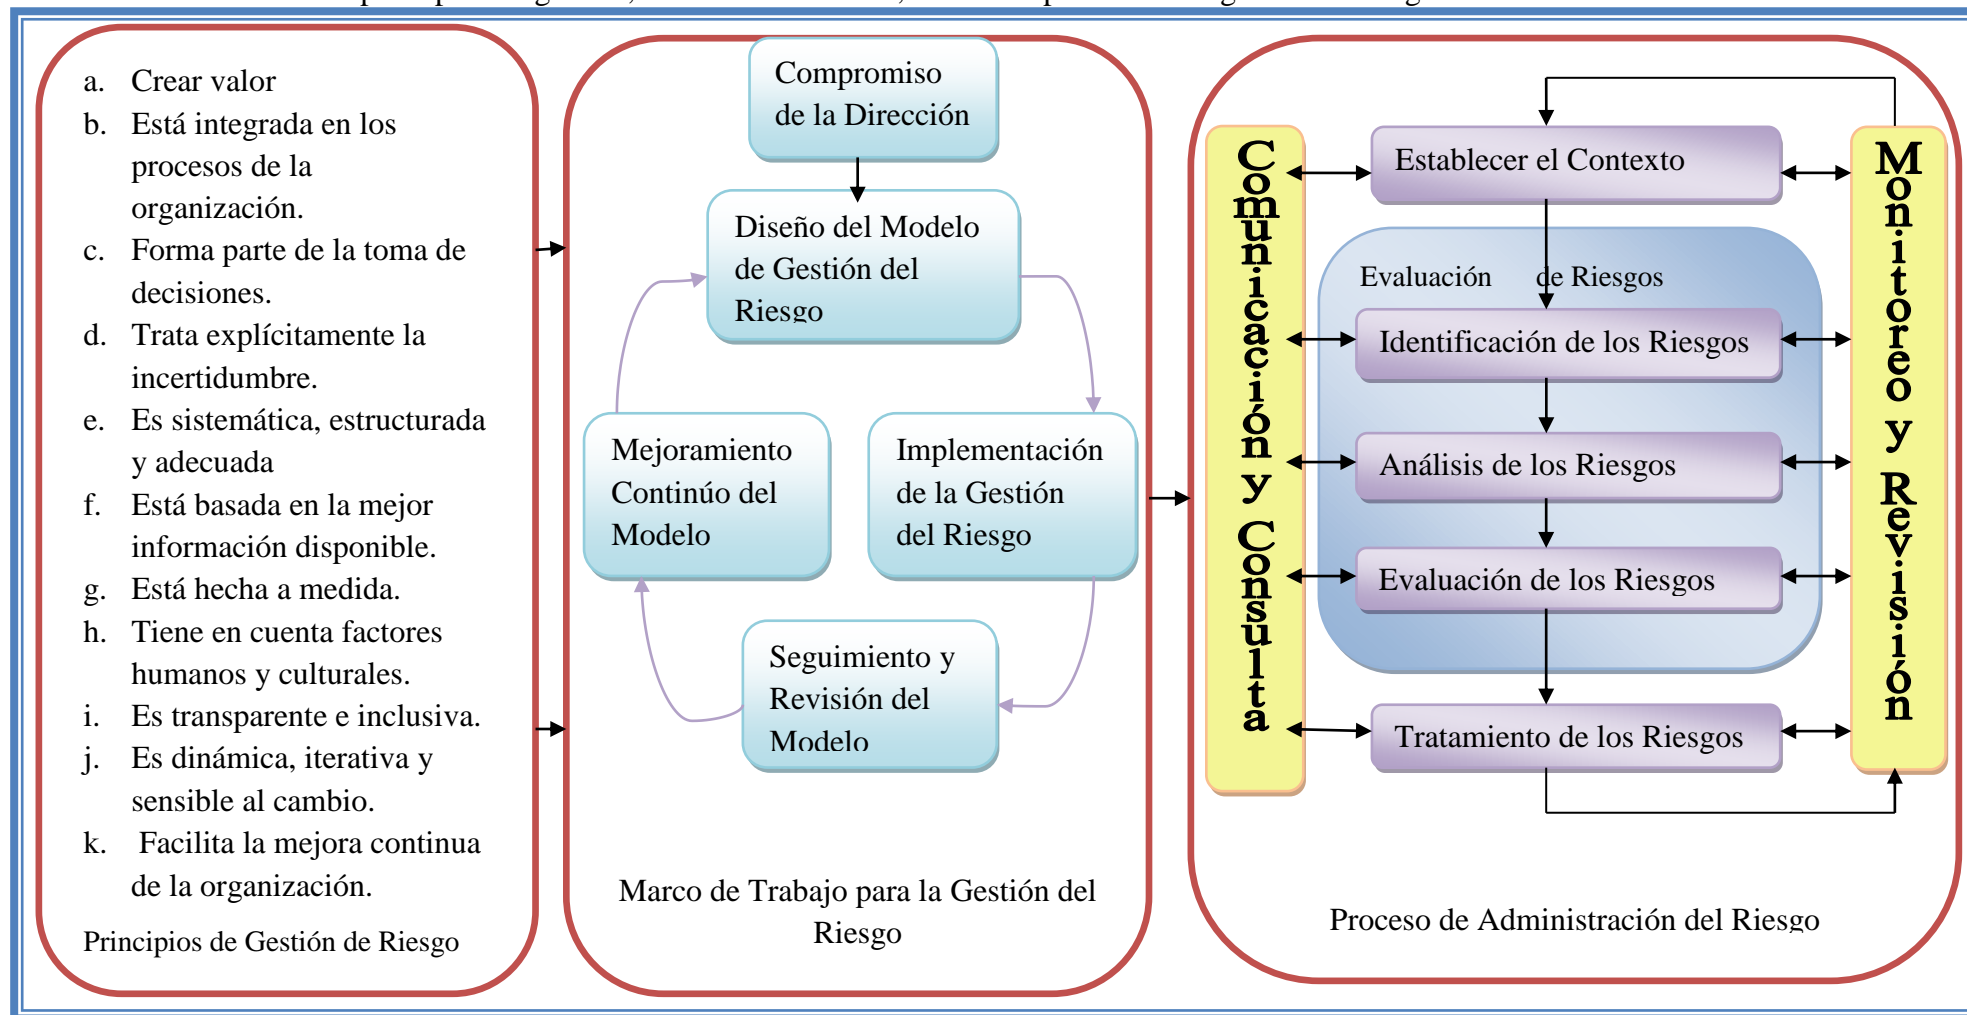 a. Crear valor
b. Está integrada en los
procesos de la
organización.
c. Forma parte de la toma de
decisiones.
d. Trata explícitamente la
incertidumbre.
e. Es sistemática, estructurada
y adecuada
f. Está basada en la mejor
información disponible.
g. Está hecha a medida.
h. Tiene en cuenta factores
humanos y culturales.
i. Es transparente e inclusiva.
j. Es dinámica, iterativa y
sensible al cambio.
k. Facilita la mejora continua
de la organización.
Principios de Gestión de Riesgo
Compromiso
de la Dirección
Diseño del Modelo
de Gestión del
Riesgo
Mejoramiento
Continúo del
Modelo
Implementación
de la Gestión
del Riesgo
Seguimiento y
Revisión del
Modelo
Marco de Trabajo para la Gestión del
Riesgo
Comunicación y Consulta
Establecer el Contexto
Evaluación de Riesgos
Identificación de los Riesgos
Análisis de los Riesgos
Evaluación de los Riesgos
Tratamiento de los Riesgos
Monitoreo y Revisión
Proceso de Administración del Riesgo